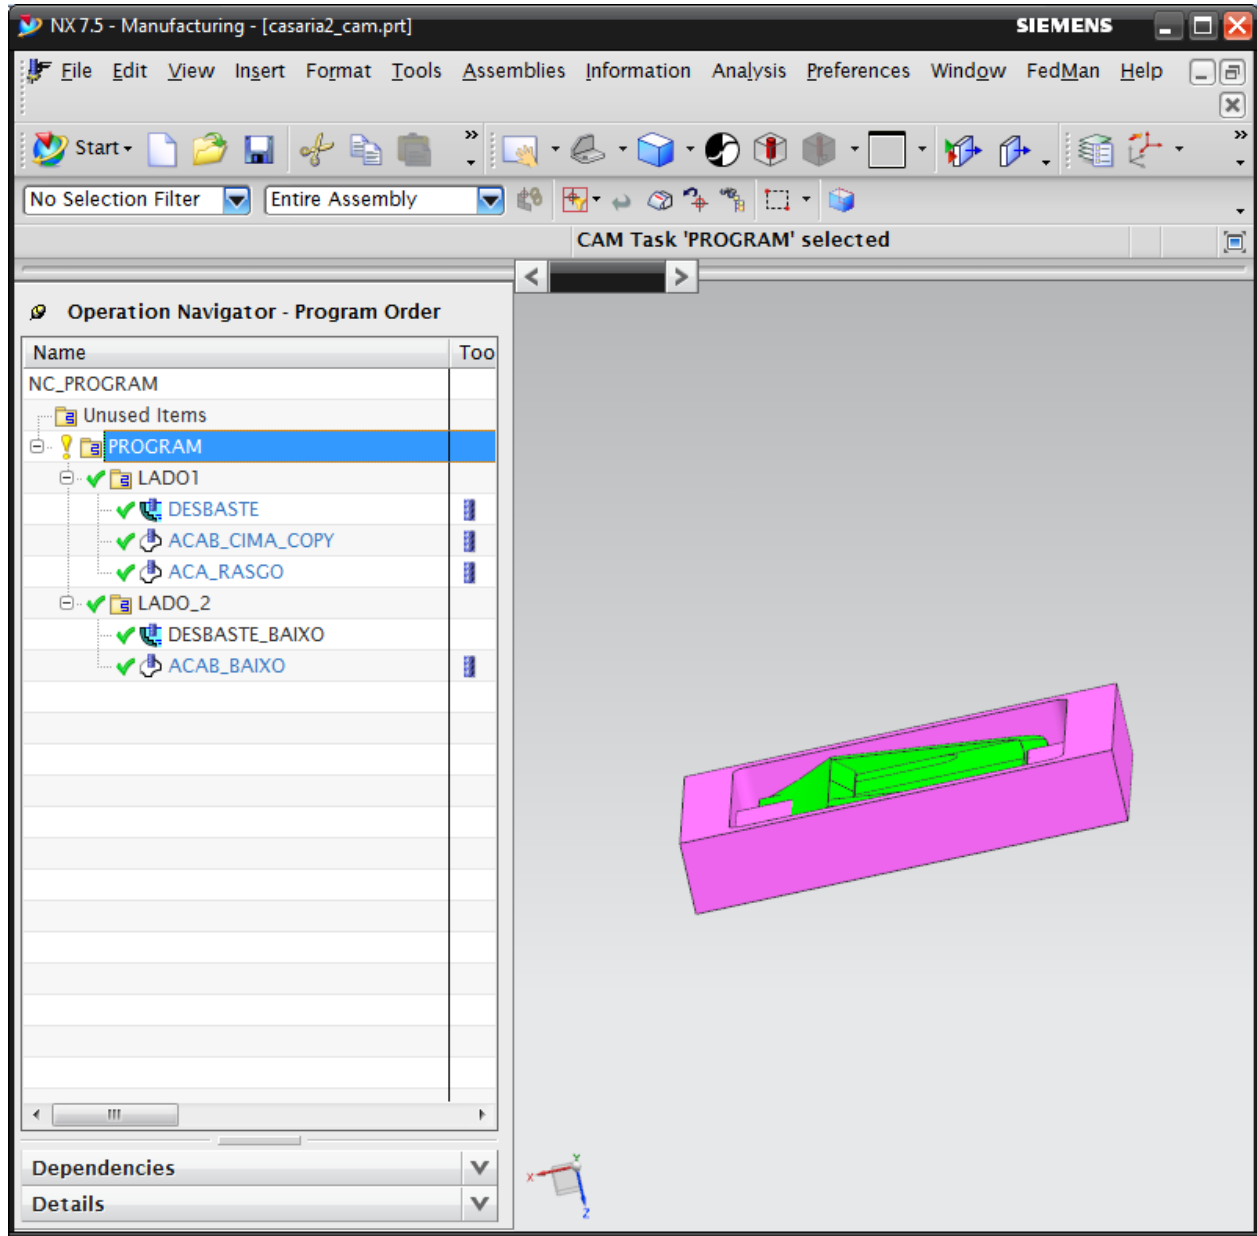 NX 7.5 - Manufacturing - [casaria2_cam.prt] SIEMENS
File Edit View Insert Format Tools Assemblies Information Analysis Preferences Window FedMan Help
Start
No Selection Filter Entire Assembly
CAM Task 'PROGRAM' selected
Operation Navigator - Program Order
Name Too
NC_PROGRAM
Unused Items
PROGRAM
LADO1
DESBASTE
ACAB_CIMA_COPY
ACA_RASGO
LADO_2
DESBASTE_BAIXO
ACAB_BAIXO
Dependencies
Details
X Y
Z